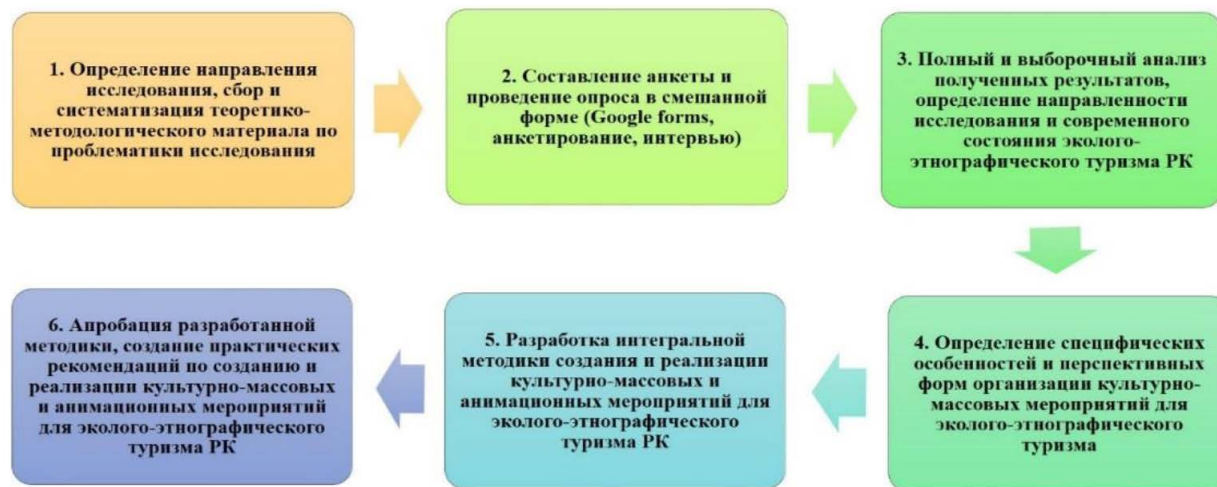 1. Определение направления
исследования, сбор и
систематизация теоретико-
методологического материала по
проблематики исследования
2. Составление анкеты и
проведение опроса в смешанной
форме (Google forms,
анкетирование, интервью)
3. Полный и выборочный анализ
полученных результатов,
определение направленности
исследования и современного
состояния эколого-
этнографического туризма РК
4. Определение специфических
особенностей и перспективных
форм организации культурно-
массовых мероприятий для
эколого-этнографического
туризма
5. Разработка интегральной
методики создания и реализации
культурно-массовых и
анимационных мероприятий для
эколого-этнографического
туризма РК
6. Апробация разработанной
методики, создание практических
рекомендаций по созданию и
реализации культурно-массовых
и анимационных мероприятий
для эколого-этнографического
туризма РК